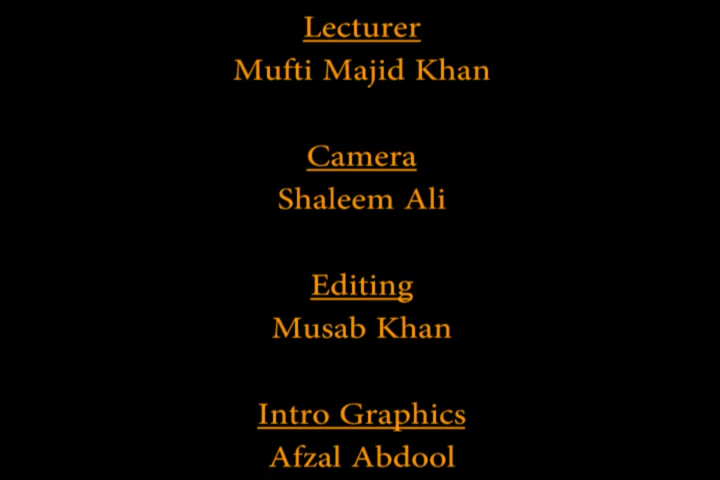 Lecturer
Mufti Majid Khan
Camera
Shaleem Ali
Editing
Musab Khan
Intro Graphics
Afzal Abdool